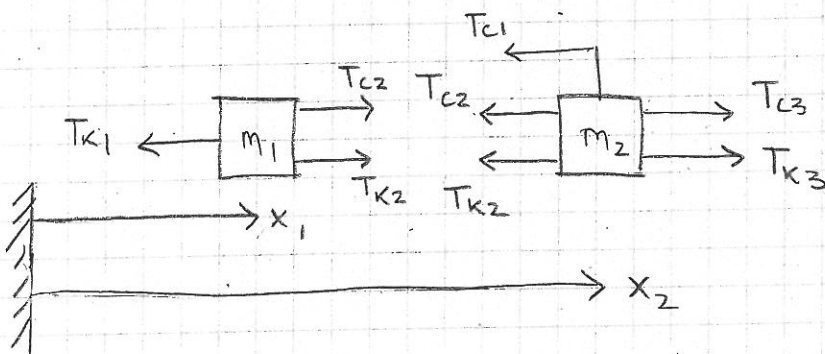 Tc1
Tc2 Tc2 Tc3
TK1 m1 m2
TK2 TK2 TK3
x1
x2